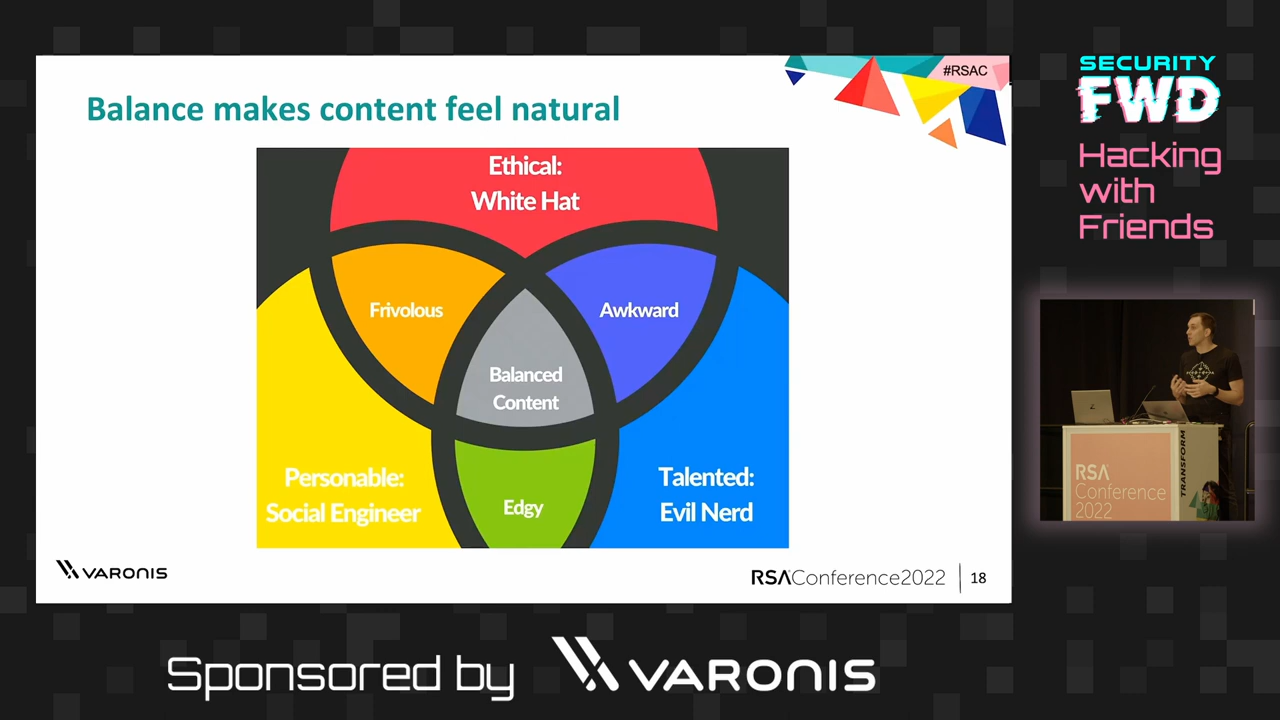 #RSAC
Balance makes content feel natural
Ethical:
White Hat
Frivolous
Awkward
Balanced
Content
Personable:
Social Engineer
Edgy
Talented:
Evil Nerd
VARONIS
RSAConference2022
18
SECURITY
FWD
Hacking
with
Friends
RSA
Conference
2022
TRANSFORM
Sponsored by VARONIS